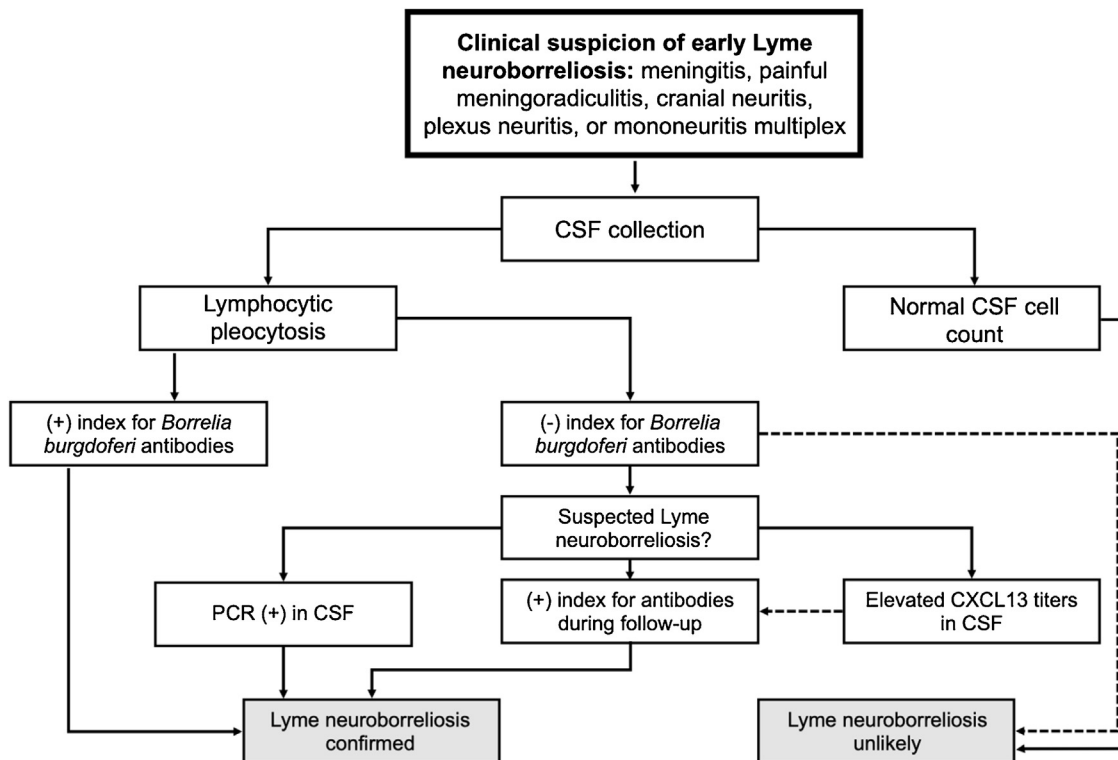 Clinical suspicion of early Lyme
neuroborreliosis: meningitis, painful
meningoradiculitis, cranial neuritis,
plexus neuritis, or mononeuritis multiplex
CSF collection
Lymphocytic
pleocytosis
Normal CSF cell
count
(+) index for Borrelia
burgdoferi antibodies
(-) index for Borrelia
burgdoferi antibodies
Suspected Lyme
neuroborreliosis?
PCR (+) in CSF
(+) index for antibodies
during follow-up
Elevated CXCL13 titers
in CSF
Lyme neuroborreliosis
confirmed
Lyme neuroborreliosis
unlikely